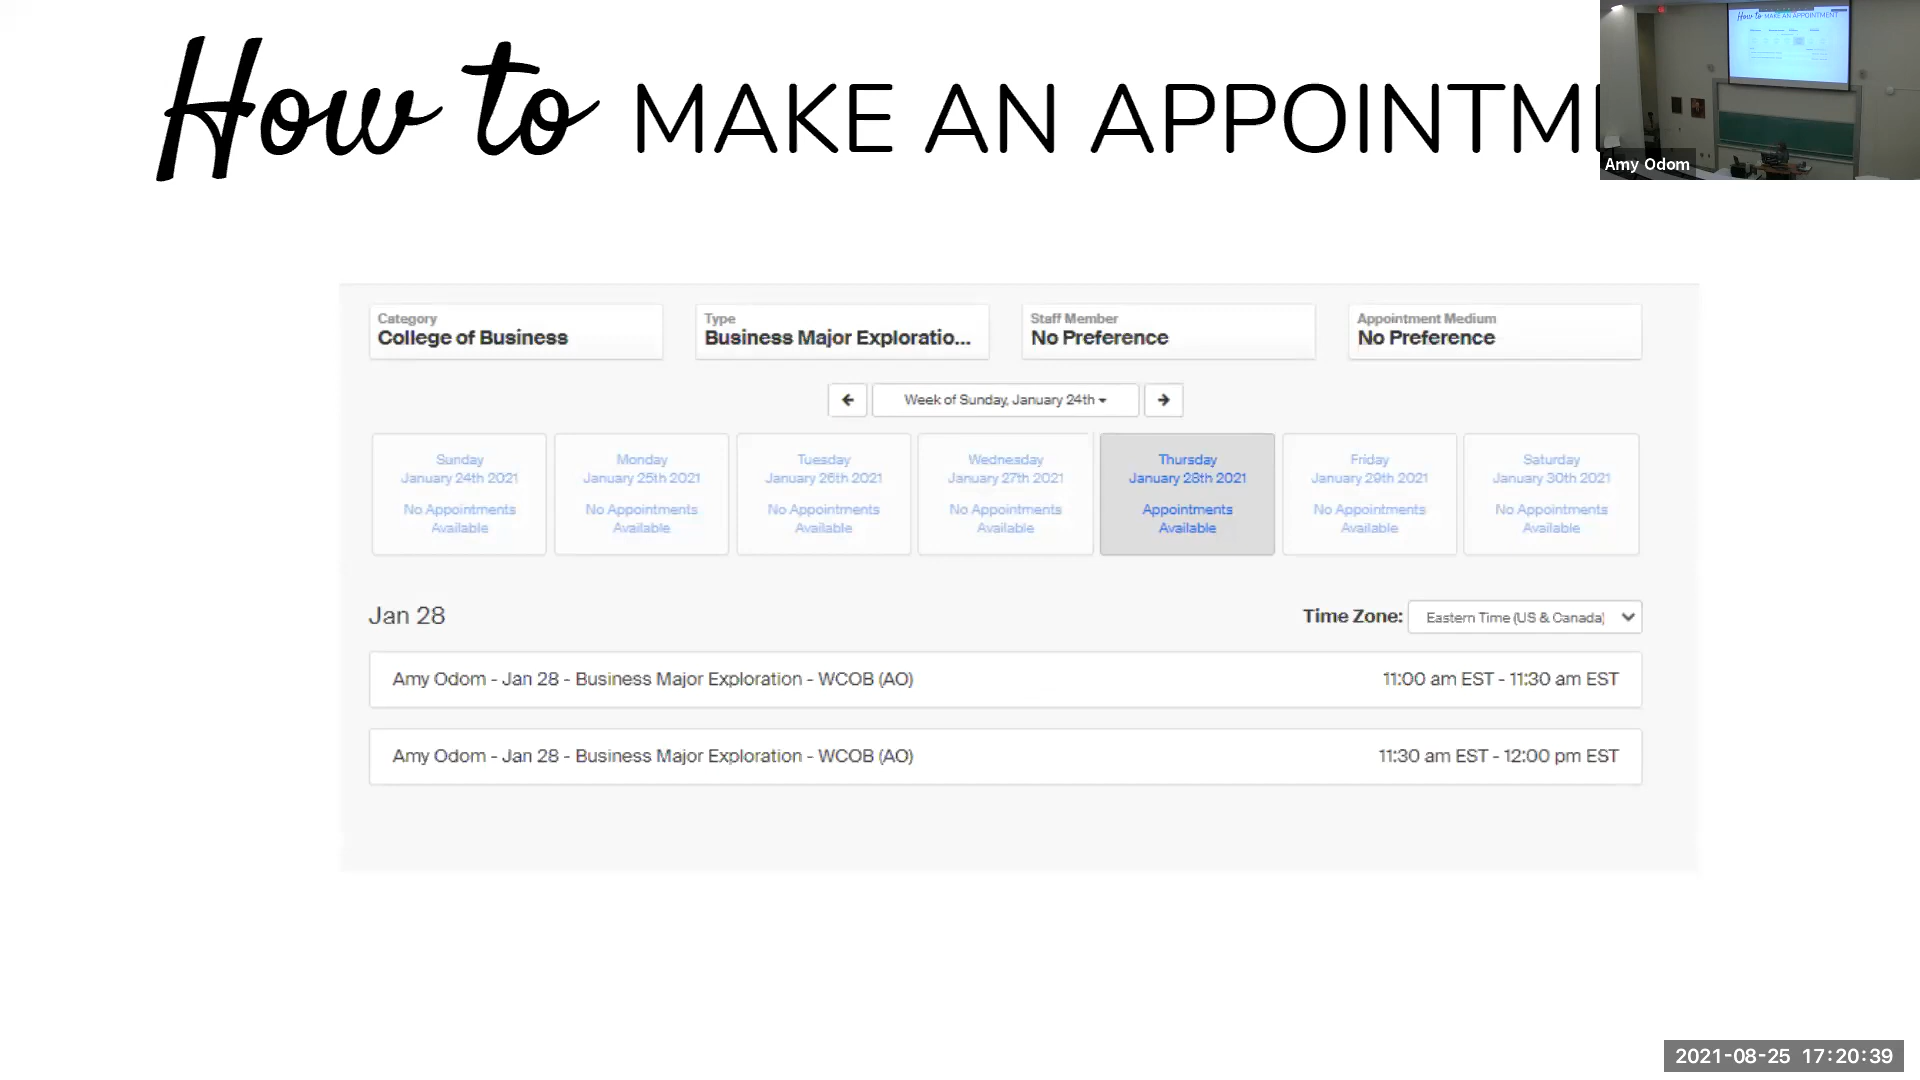 How to MAKE AN APPOINTM
Amy Odom
Category
College of Business
Type
Business Major Exploratio...
Staff Member
No Preference
Appointment Medium
No Preference
Week of Sunday, January 24th
Sunday
January 24th 2021
No Appointments
Available
Monday
January 25th 2021
No Appointments
Available
Tuesday
January 26th 2021
No Appointments
Available
Wednesday
January 27th 2021
No Appointments
Available
Thursday
January 28th 2021
Appointments
Available
Friday
January 29th 2021
No Appointments
Available
Saturday
January 30th 2021
No Appointments
Available
Jan 28
Time Zone: Eastern Time (US & Canada)
Amy Odom - Jan 28 - Business Major Exploration - WCOB (AO) 11:00 am EST - 11:30 am EST
Amy Odom - Jan 28 - Business Major Exploration - WCOB (AO) 11:30 am EST - 12:00 pm EST
How to MAKE AN APPOINTMENT
2021-08-25 17:20:39